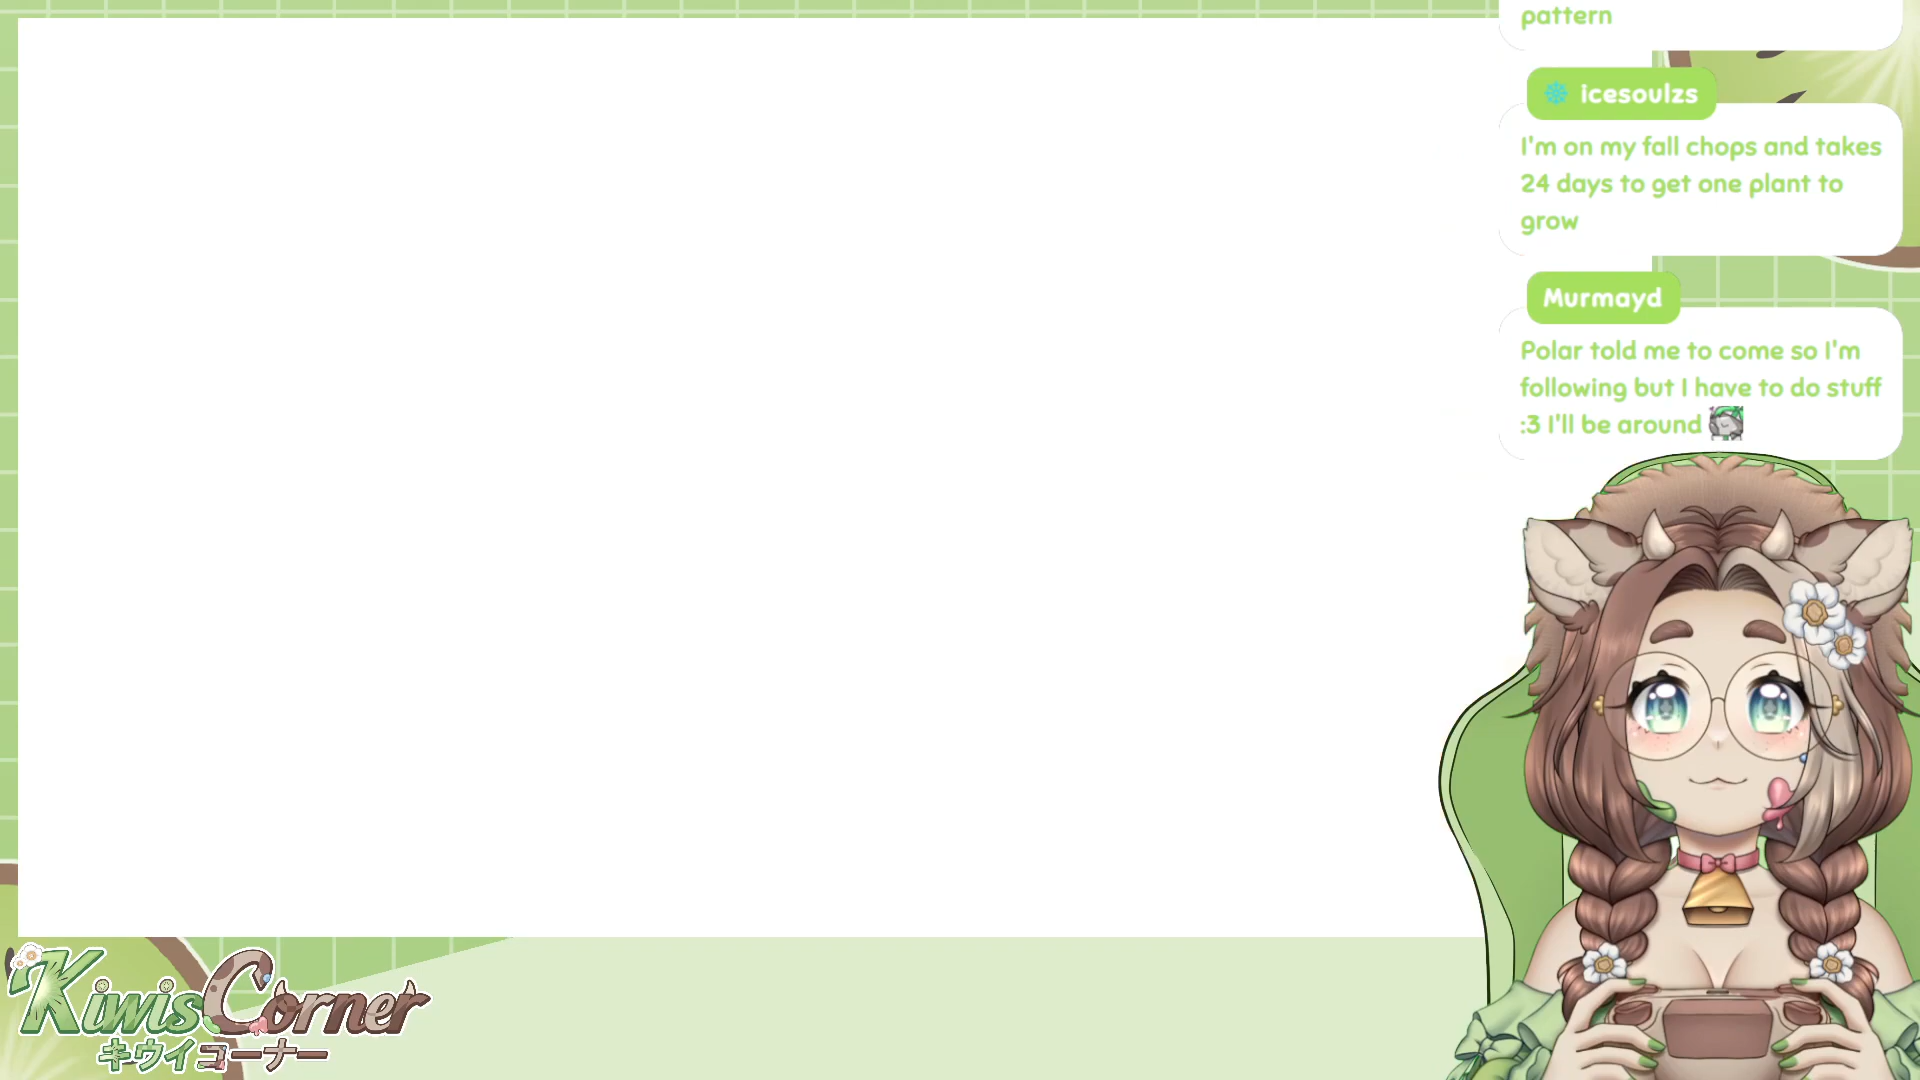 pattern
icesoulzs
I'm on my fall chops and takes
24 days to get one plant to
grow
Murmayd
Polar told me to come so I'm
following but I have to do stuff
:3 I'll be around
KiwisCorner
キウイコーナー